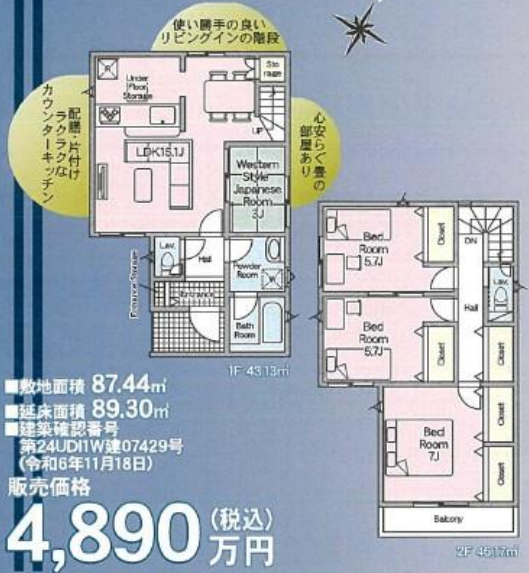 使い勝手の良い
リビングインの階段
配膳・片付け
ラクラクな
カウンターキッチン
心安らぐ畳の
部屋あり
R
Under
Floor
Storage
Sto
rage
UP
LDK15.1J
Western
Style
Japanese
Room
3J
Lav.
Hall
Powder
Room
W
Entrance Storage
Entrance
Bath
Room
1F 43.13㎡
Bed
Room
5.7J
Closet
DN
Lav.
Hall
Bed
Room
5.7J
Closet
Closet
Bed
Room
7J
Closet
Closet
Balcony
2F 46.17㎡
■敷地面積 87.44㎡
■延床面積 89.30㎡
■建築確認番号
第24UDI1W建07429号
(令和6年11月18日)
販売価格
4,890万円(税込)